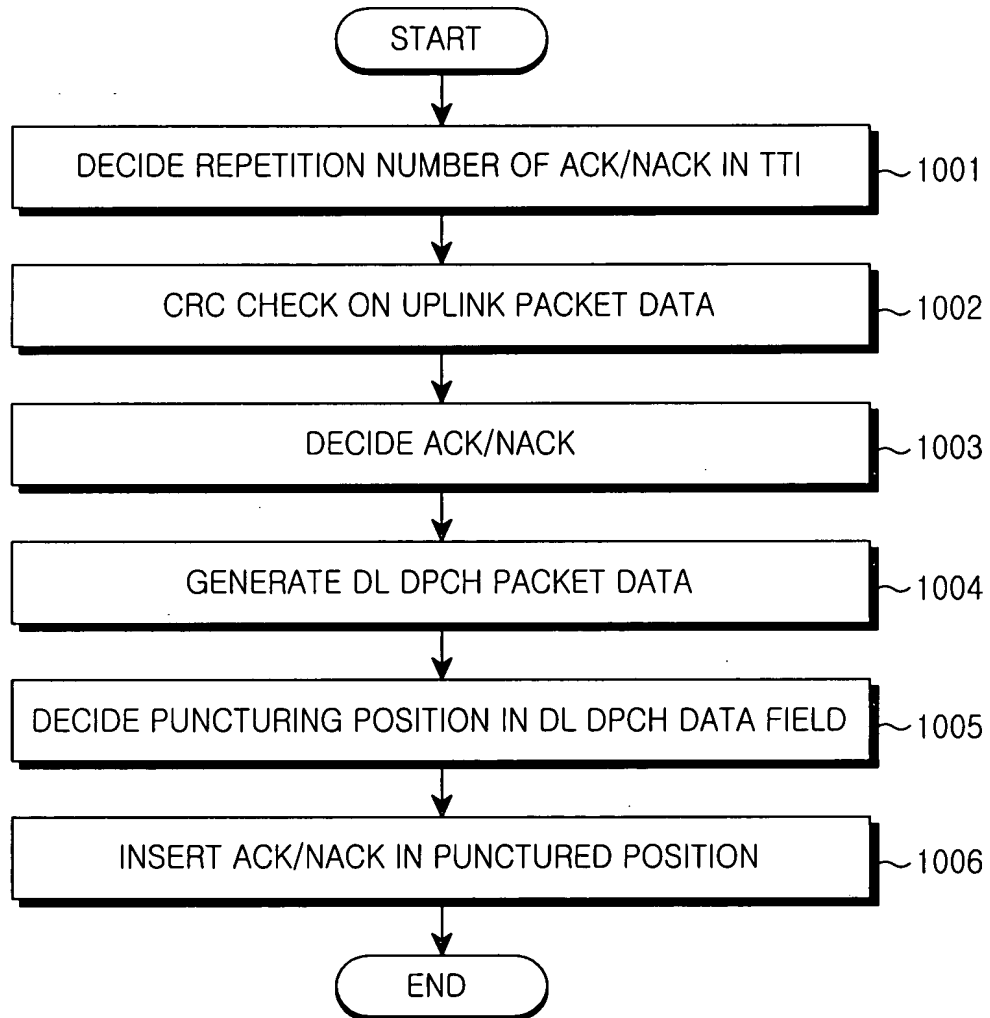 START
DECIDE REPETITION NUMBER OF ACK/NACK IN TTI
1001
CRC CHECK ON UPLINK PACKET DATA
1002
DECIDE ACK/NACK
1003
GENERATE DL DPCH PACKET DATA
1004
DECIDE PUNCTURING POSITION IN DL DPCH DATA FIELD
1005
INSERT ACK/NACK IN PUNCTURED POSITION
1006
END